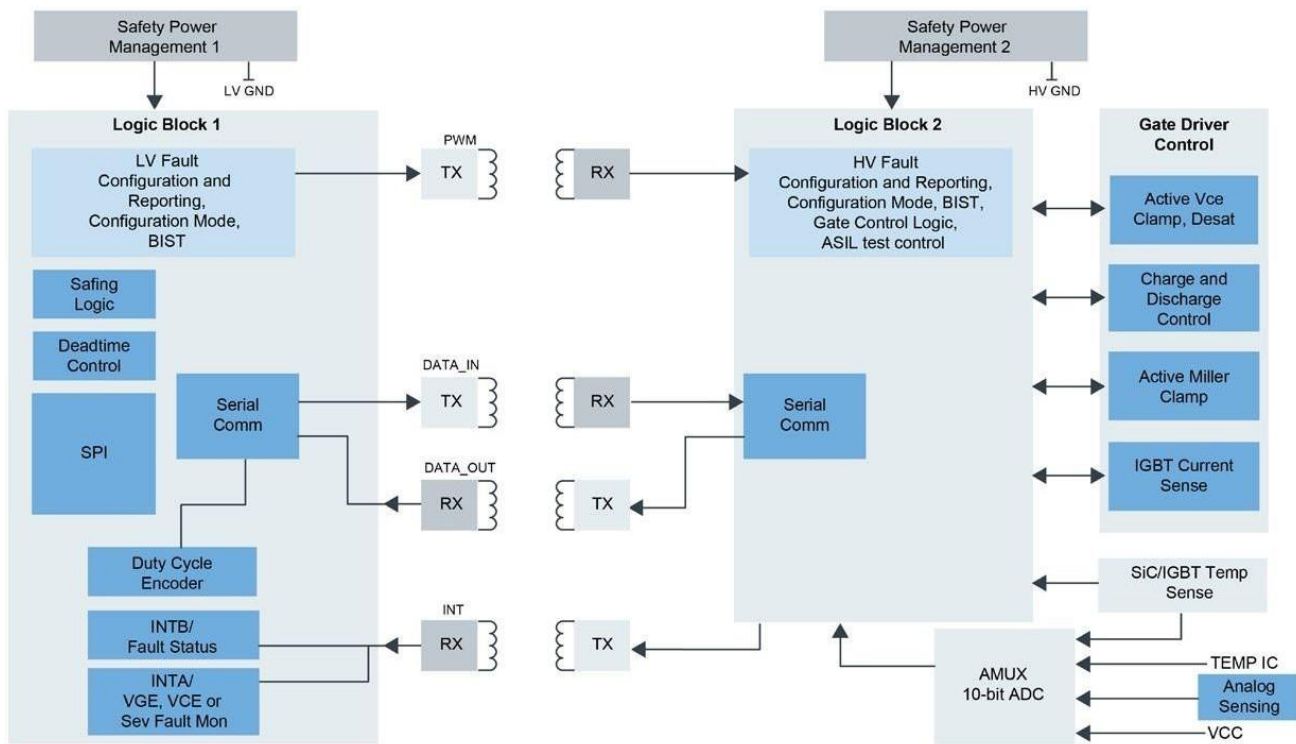 Safety Power
Management 1
LV GND
Safety Power
Management 2
HV GND
Logic Block 1
LV Fault
Configuration and
Reporting,
Configuration Mode,
BIST
Safing
Logic
Deadtime
Control
SPI
Serial
Comm
Duty Cycle
Encoder
INTB/
Fault Status
INTA/
VGE, VCE or
Sev Fault Mon
PWM
TX
RX
DATA_IN
TX
RX
DATA_OUT
RX
TX
INT
RX
TX
Logic Block 2
HV Fault
Configuration and Reporting,
Configuration Mode, BIST,
Gate Control Logic,
ASIL test control
Serial
Comm
Gate Driver
Control
Active Vce
Clamp, Desat
Charge and
Discharge
Control
Active Miller
Clamp
IGBT Current
Sense
SiC/IGBT Temp
Sense
AMUX
10-bit ADC
TEMP IC
Analog
Sensing
VCC